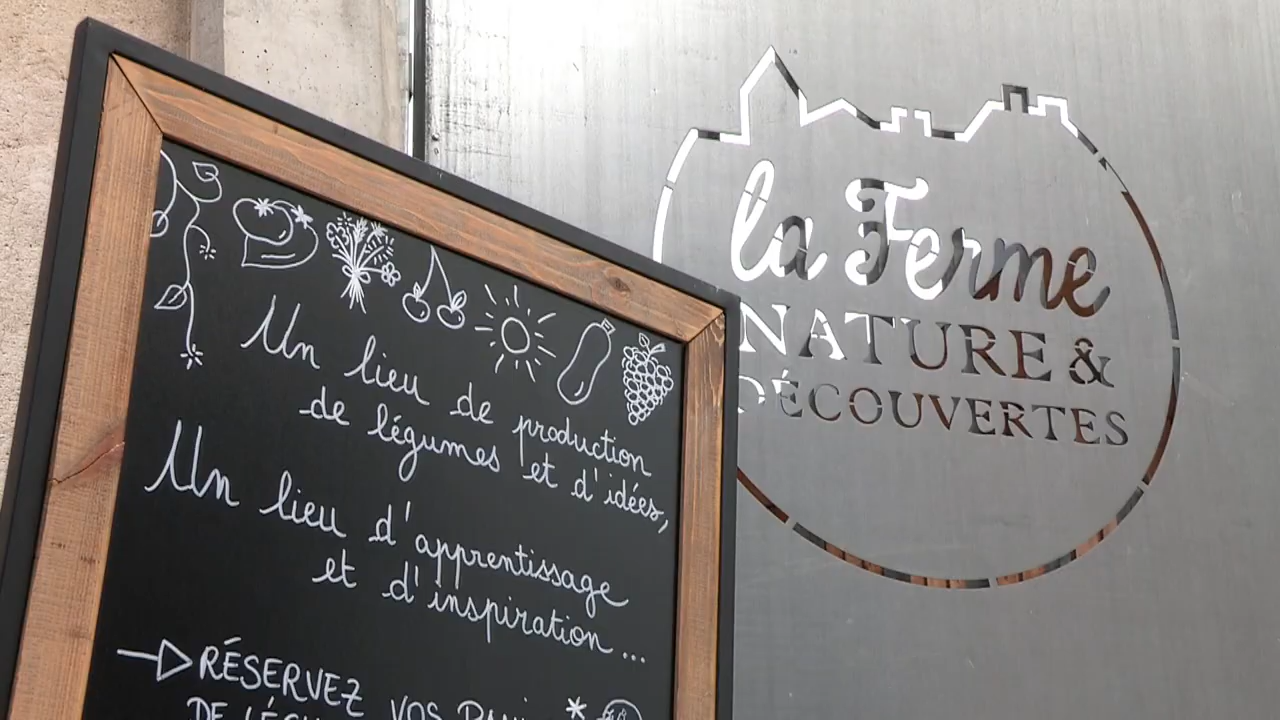 Un lieu de production
de légumes et d'idées,
Un lieu d'apprentissage
et d'inspiration...
RÉSERVEZ VOS
la Ferme
NATURE &
DÉCOUVERTES